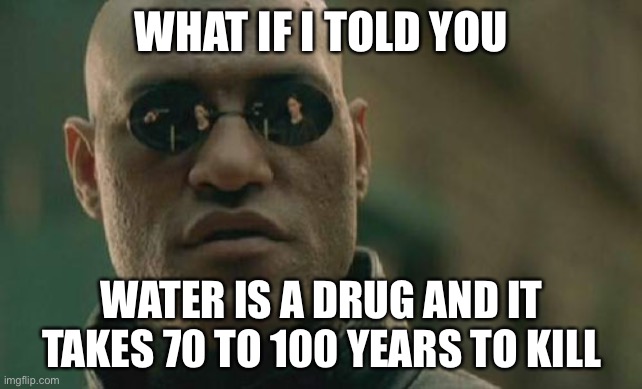 WHAT IF I TOLD YOU
WATER IS A DRUG AND IT
TAKES 70 TO 100 YEARS TO KILL
imgflip.com